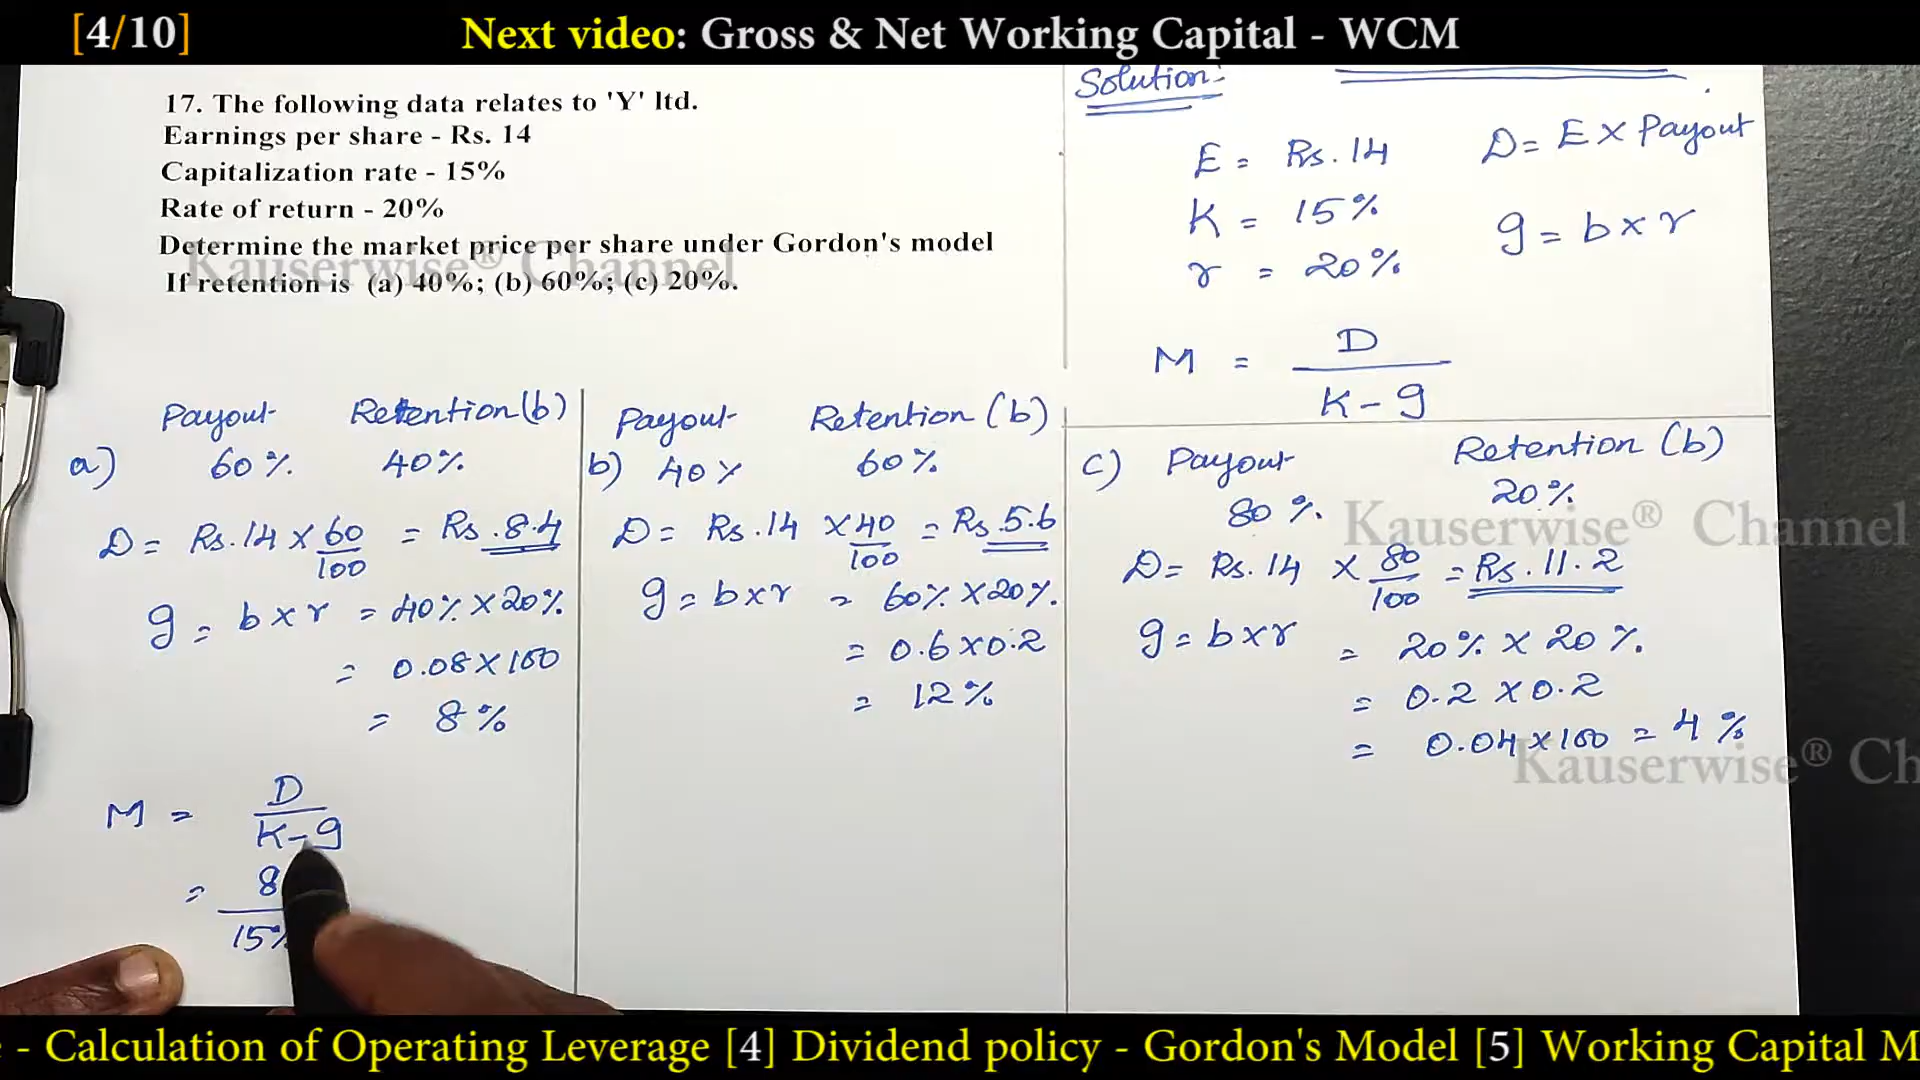 [4/10]
Next video: Gross & Net Working Capital - WCM
17. The following data relates to 'Y' ltd.
Earnings per share - Rs. 14
Capitalization rate - 15%
Rate of return - 20%
Determine the market price per share under Gordon's model
If retention is (a) 40%; (b) 60%; (c) 20%.
Kauserwise® Channel
Solution:
E = Rs. 14
D = E X Payout
K = 15%
g = b x r
r = 20%
M = D
K - g
Payout Retention (b)
a) 60% 40%
D = Rs. 14 X 60 = Rs. 8.4
100
g = b x r = 40% X 20%
= 0.08 X 100
= 8%
M = D
K - g
= 8
15%
Payout Retention (b)
b) 40% 60%
D = Rs. 14 X 40 = Rs 5.6
100
g = b x r = 60% X 20%.
= 0.6 X 0.2
= 12%
c) Payout Retention (b)
80%. 20%
Kauserwise® Channel
D = Rs. 14 X 80 = Rs. 11.2
100
g = b x r = 20% X 20%.
= 0.2 X 0.2
= 0.04 X 100 = 4%
Kauserwise® Ch
- Calculation of Operating Leverage [4] Dividend policy - Gordon's Model [5] Working Capital M